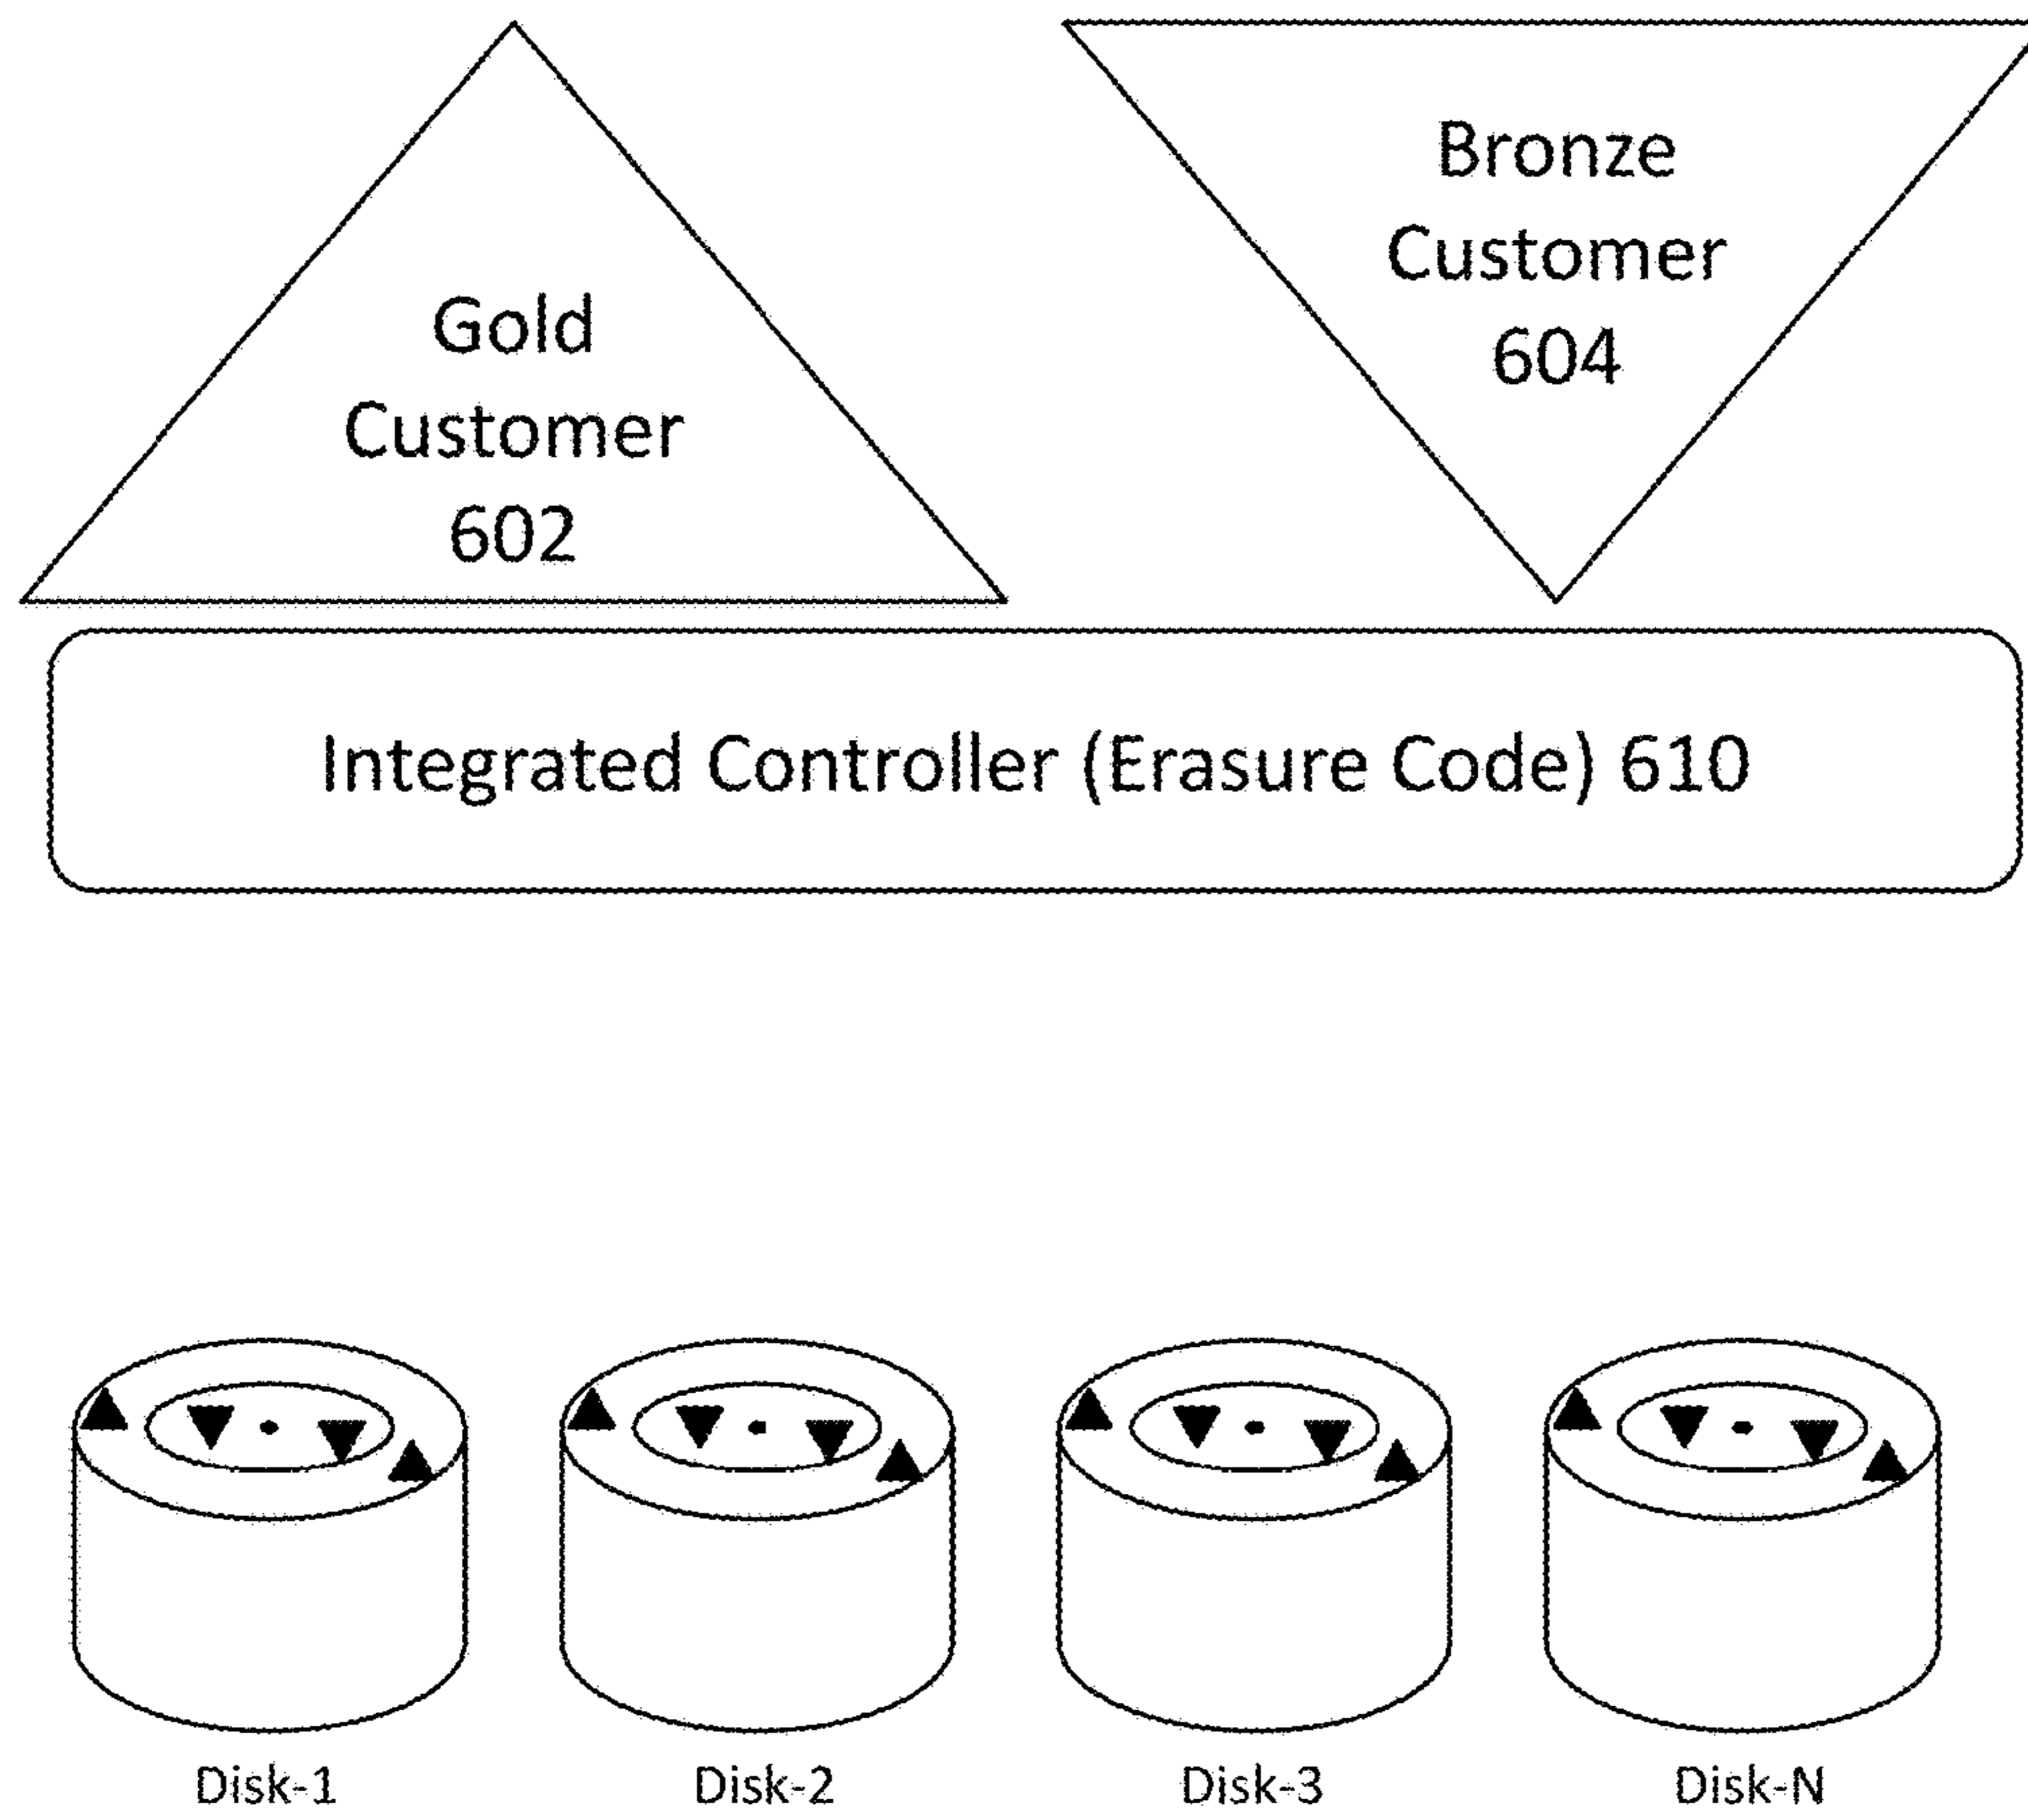 Gold
Customer
602
Bronze
Customer
604
Integrated Controller (Erasure Code) 610
Disk-1
Disk-2
Disk-3
Disk-N